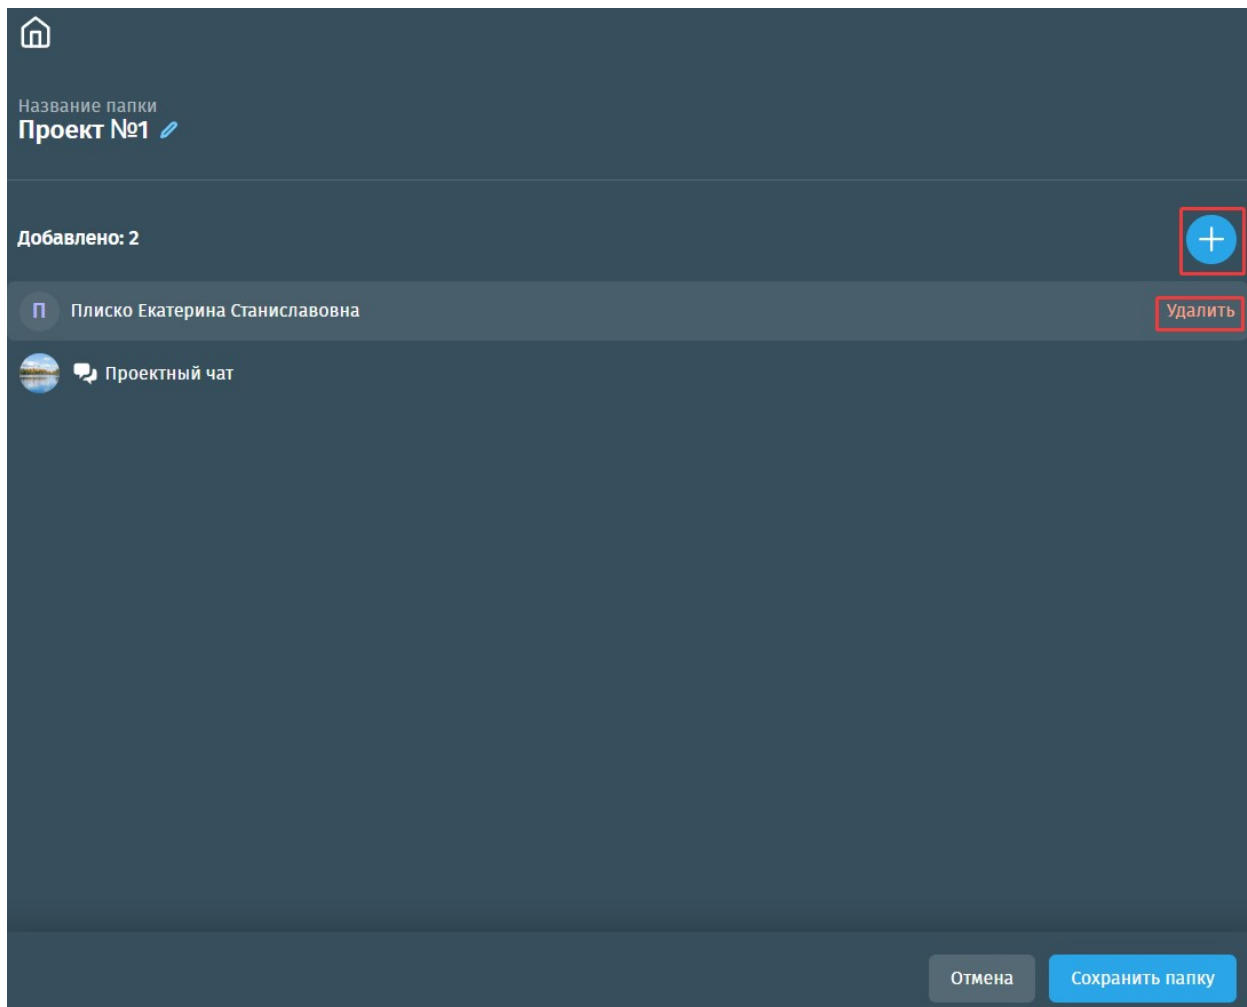 Название папки
Проект №1
Добавлено: 2
П Плиско Екатерина Станиславовна Удалить
Проектный чат
Отмена Сохранить папку